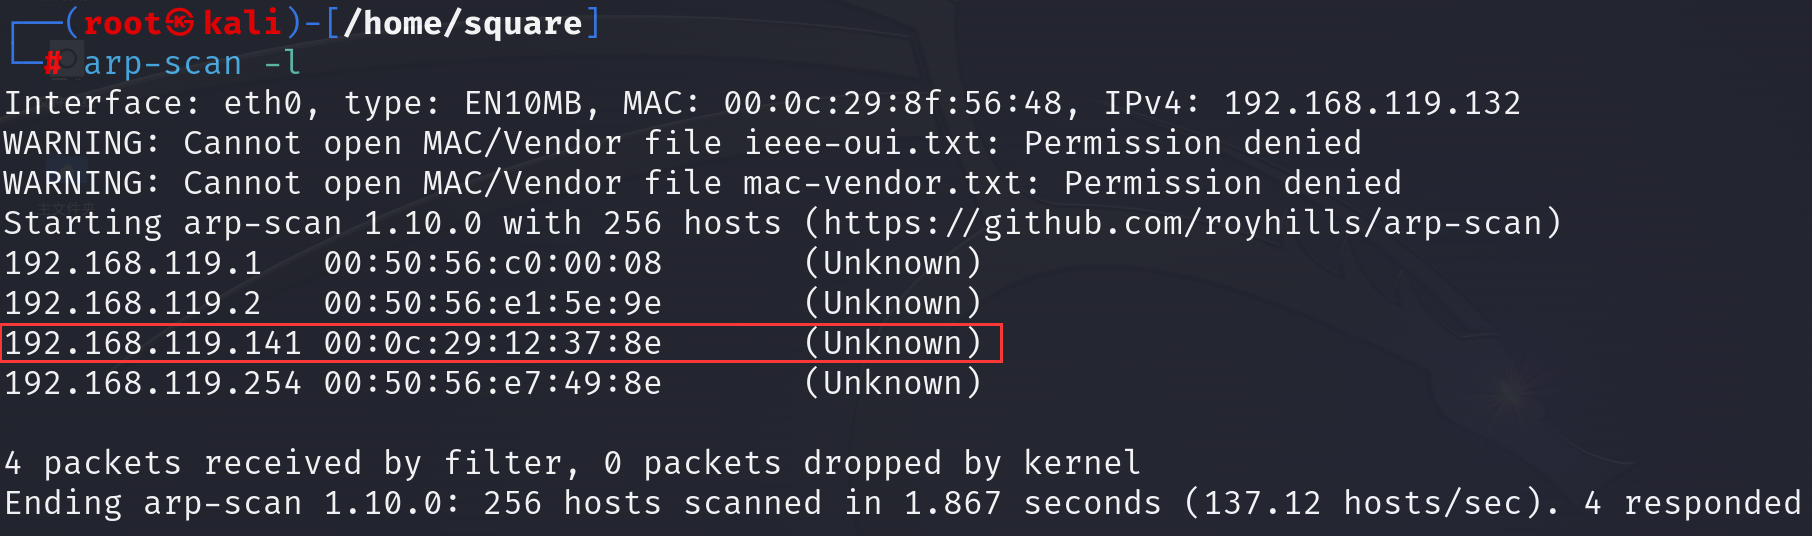 ┌──(root㉿kali)-[/home/square]
└─# arp-scan -l
Interface: eth0, type: EN10MB, MAC: 00:0c:29:8f:56:48, IPv4: 192.168.119.132
WARNING: Cannot open MAC/Vendor file ieee-oui.txt: Permission denied
WARNING: Cannot open MAC/Vendor file mac-vendor.txt: Permission denied
Starting arp-scan 1.10.0 with 256 hosts (https://github.com/royhills/arp-scan)
192.168.119.1   00:50:56:c0:00:08       (Unknown)
192.168.119.2   00:50:56:e1:5e:9e       (Unknown)
192.168.119.141 00:0c:29:12:37:8e       (Unknown)
192.168.119.254 00:50:56:e7:49:8e       (Unknown)

4 packets received by filter, 0 packets dropped by kernel
Ending arp-scan 1.10.0: 256 hosts scanned in 1.867 seconds (137.12 hosts/sec). 4 responded